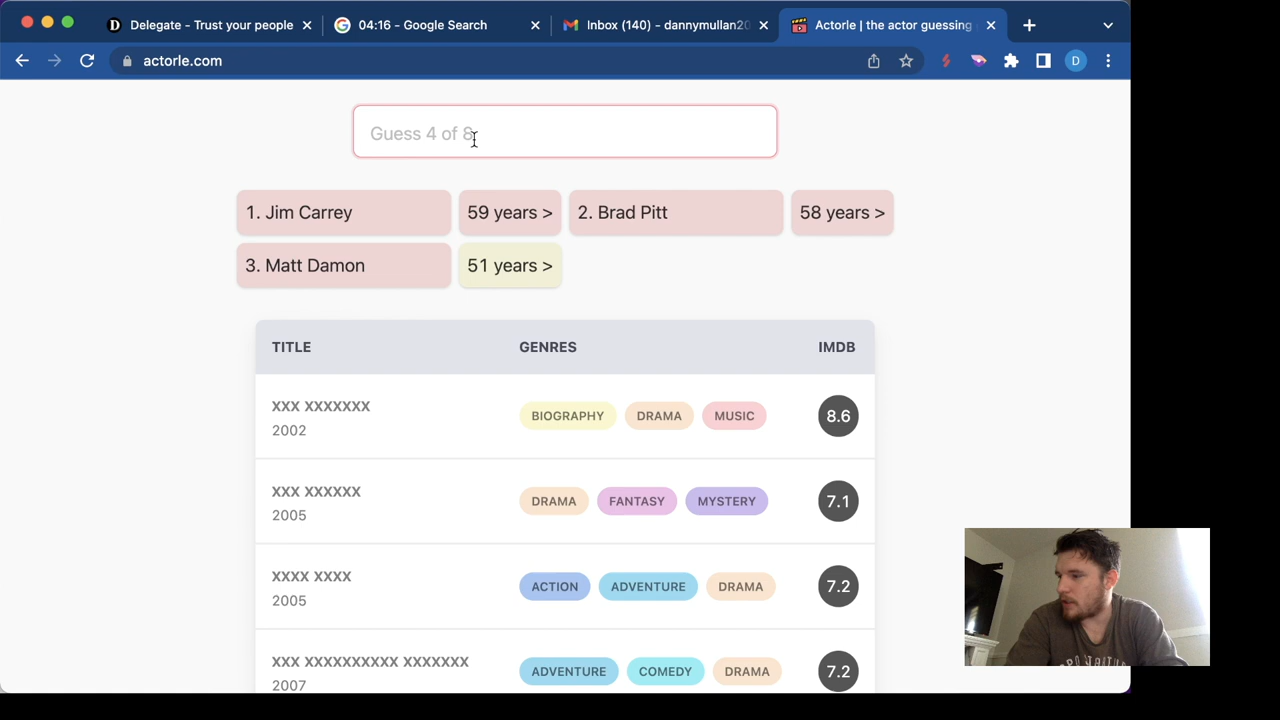 Delegate - Trust your people
04:16 - Google Search
Inbox (140) - dannymullan20
Actorle | the actor guessing
actorle.com
D
Guess 4 of 8
1. Jim Carrey 59 years > 2. Brad Pitt 58 years >
3. Matt Damon 51 years >
TITLE GENRES IMDB
XXX XXXXXXX
2002
BIOGRAPHY DRAMA MUSIC 8.6
XXX XXXXXX
2005
DRAMA FANTASY MYSTERY 7.1
XXXX XXXX
2005
ACTION ADVENTURE DRAMA 7.2
XXX XXXXXXXXXX XXXXXXX
2007
ADVENTURE COMEDY DRAMA 7.2